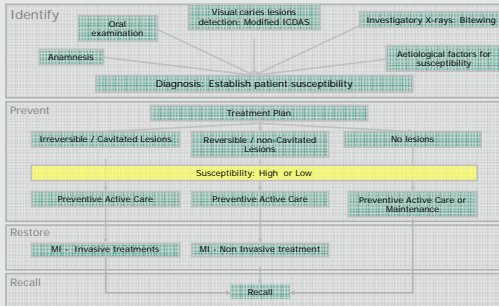 Identify
Oral
examination
Visual caries lesions
detection: Modified ICDAS
Investigatory X-rays: Bitewing
Anamnesis
Aetiological factors for
susceptibility
Diagnosis: Establish patient susceptibility
Prevent
Treatment Plan
Irreversible / Cavitated Lesions
Reversible / non-Cavitated
Lesions
No lesions
Susceptibility: High or Low
Preventive Active Care
Preventive Active Care
Preventive Active Care or
Maintenance
Restore
MI - Invasive treatments
MI - Non Invasive treatment
Recall
Recall